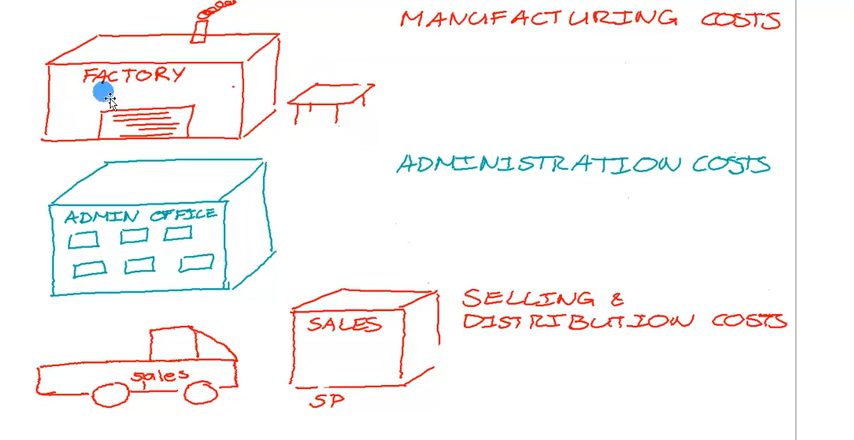 MANUFACTURING COSTS
FACTORY
ADMINISTRATION COSTS
ADMIN OFFICE
SELLING &
DISTRIBUTION COSTS
SALES
sales
SP